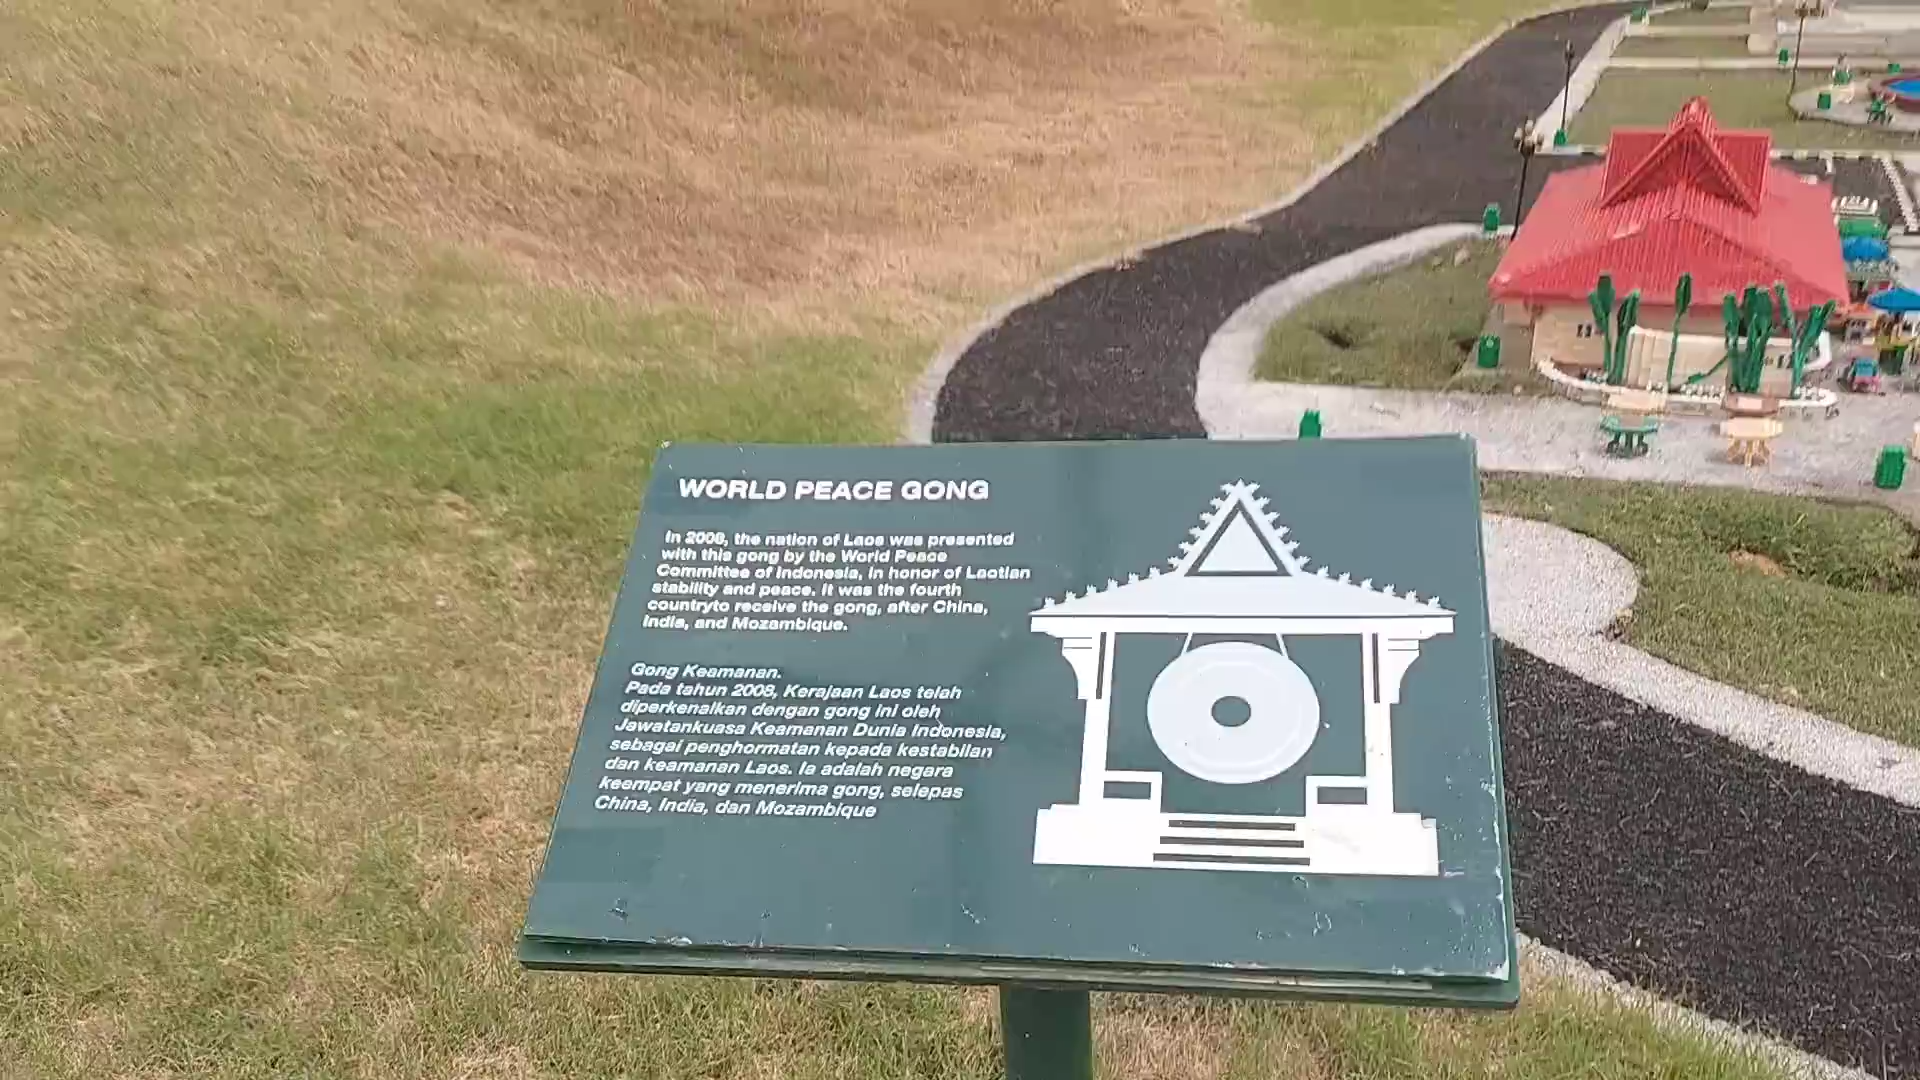 WORLD PEACE GONG
In 2008, the nation of Laos was presented
with this gong by the World Peace
Committee of Indonesia, in honor of Laotian
stability and peace. It was the fourth
countryto receive the gong, after China,
India, and Mozambique.
Gong Keamanan.
Pada tahun 2008, Kerajaan Laos telah
diperkenalkan dengan gong ini oleh
Jawatankuasa Keamanan Dunia Indonesia,
sebagai penghormatan kepada kestabilan
dan keamanan Laos. Ia adalah negara
keempat yang menerima gong, selepas
China, India, dan Mozambique